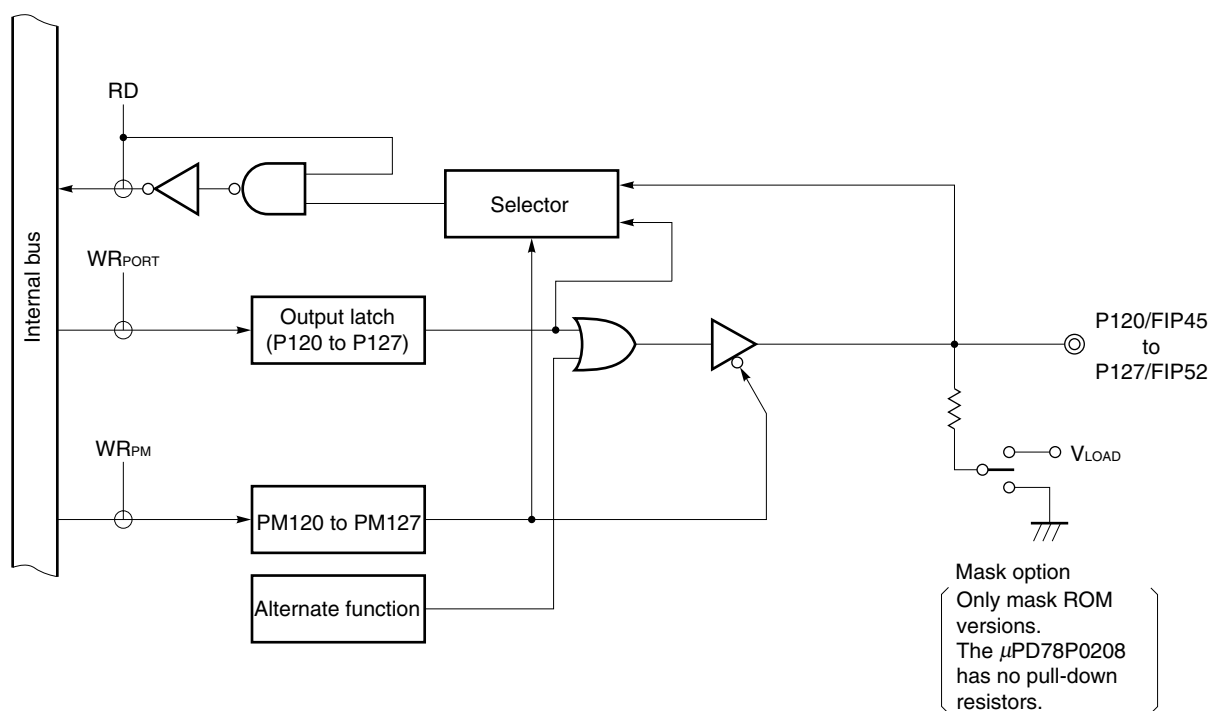 RD
Internal bus
Selector
WRPORT
Output latch
(P120 to P127)
P120/FIP45
to
P127/FIP52
VLOAD
WRPM
PM120 to PM127
Alternate function
Mask option
Only mask ROM
versions.
The µPD78P0208
has no pull-down
resistors.